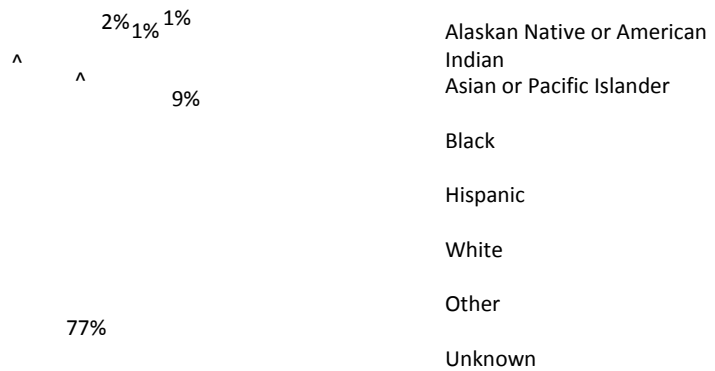 2%
1%
1%
^
^
9%
77%
Alaskan Native or American
Indian
Asian or Pacific Islander
Black
Hispanic
White
Other
Unknown